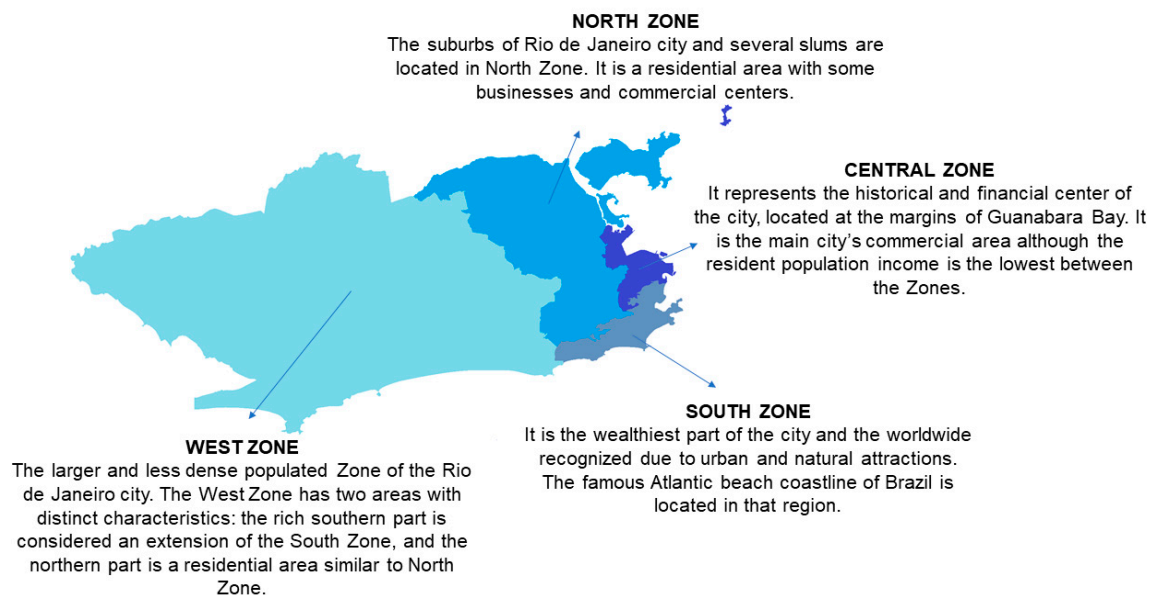 NORTH ZONE
The suburbs of Rio de Janeiro city and several slums are
located in North Zone. It is a residential area with some
businesses and commercial centers.
CENTRAL ZONE
It represents the historical and financial center of
the city, located at the margins of Guanabara Bay. It
is the main city's commercial area although the
resident population income is the lowest between
the Zones.
SOUTH ZONE
It is the wealthiest part of the city and the worldwide
recognized due to urban and natural attractions.
The famous Atlantic beach coastline of Brazil is
located in that region.
WEST ZONE
The larger and less dense populated Zone of the Rio
de Janeiro city. The West Zone has two areas with
distinct characteristics: the rich southern part is
considered an extension of the South Zone, and the
northern part is a residential area similar to North
Zone.